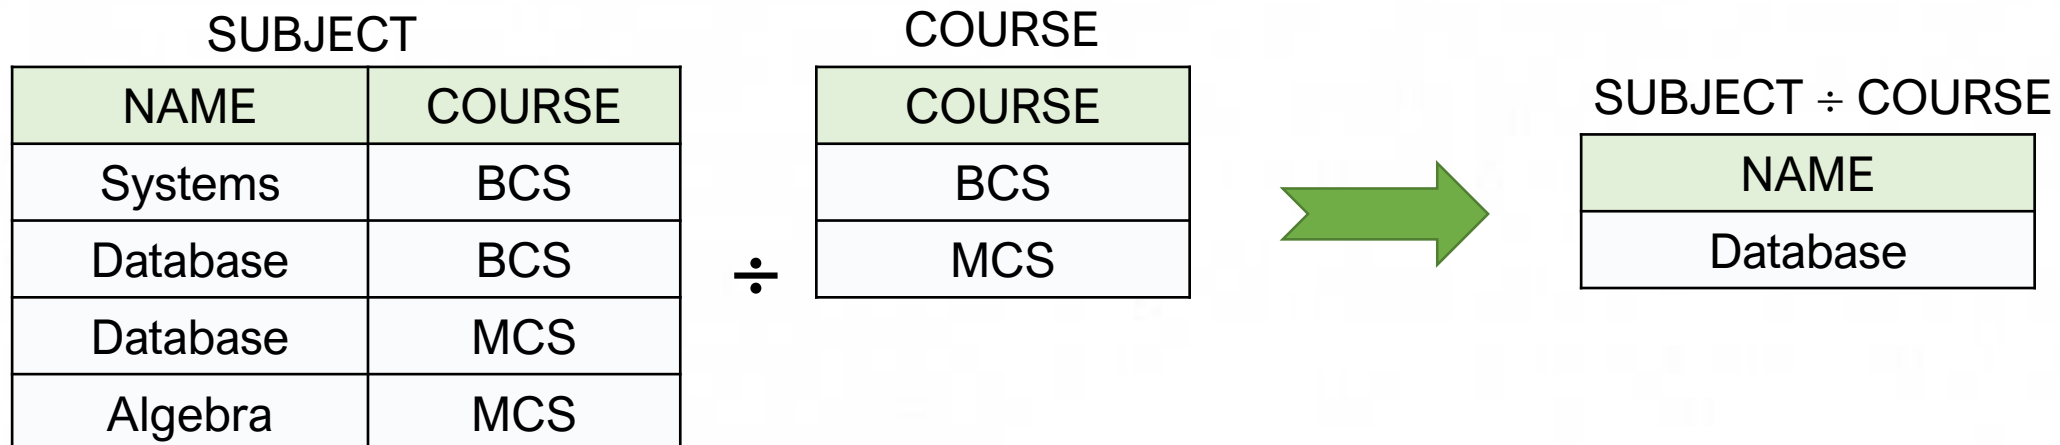 SUBJECT
NAME COURSE
Systems BCS
Database BCS
Database MCS
Algebra MCS
÷
COURSE
COURSE
BCS
MCS
SUBJECT ÷ COURSE
NAME
Database